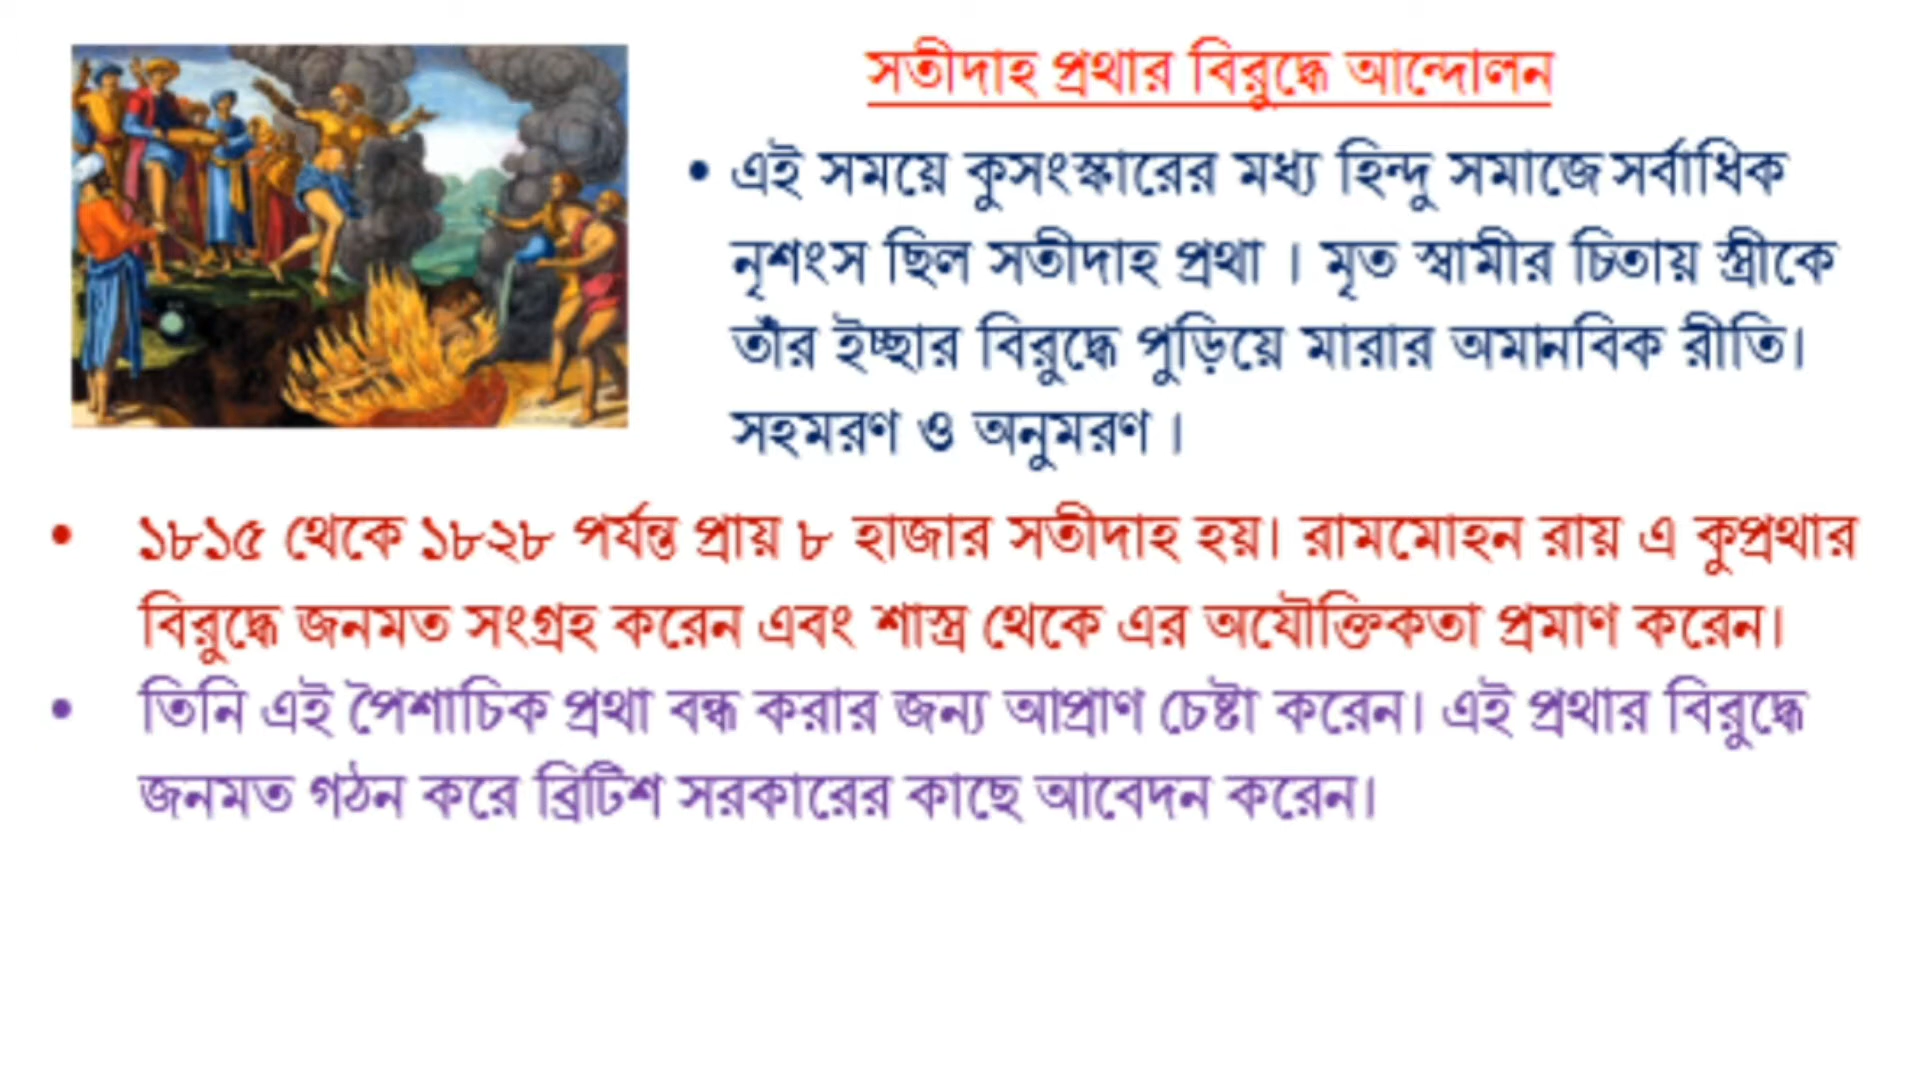 সতীদাহ প্রথার বিরুদ্ধে আন্দোলন
• এই সময়ে কুসংস্কারের মধ্য হিন্দু সমাজে সর্বাধিক
নৃশংস ছিল সতীদাহ প্রথা । মৃত স্বামীর চিতায় স্ত্রীকে
তাঁর ইচ্ছার বিরুদ্ধে পুড়িয়ে মারার অমানবিক রীতি।
সহমরণ ও অনুমরণ ।
• ১৮১৫ থেকে ১৮২৮ পর্যন্ত প্রায় ৮ হাজার সতীদাহ হয়। রামমোহন রায় এ কুপ্রথার
বিরুদ্ধে জনমত সংগ্রহ করেন এবং শাস্ত্র থেকে এর অযৌক্তিকতা প্রমাণ করেন।
• তিনি এই পৈশাচিক প্রথা বন্ধ করার জন্য আপ্রাণ চেষ্টা করেন। এই প্রথার বিরুদ্ধে
জনমত গঠন করে ব্রিটিশ সরকারের কাছে আবেদন করেন।